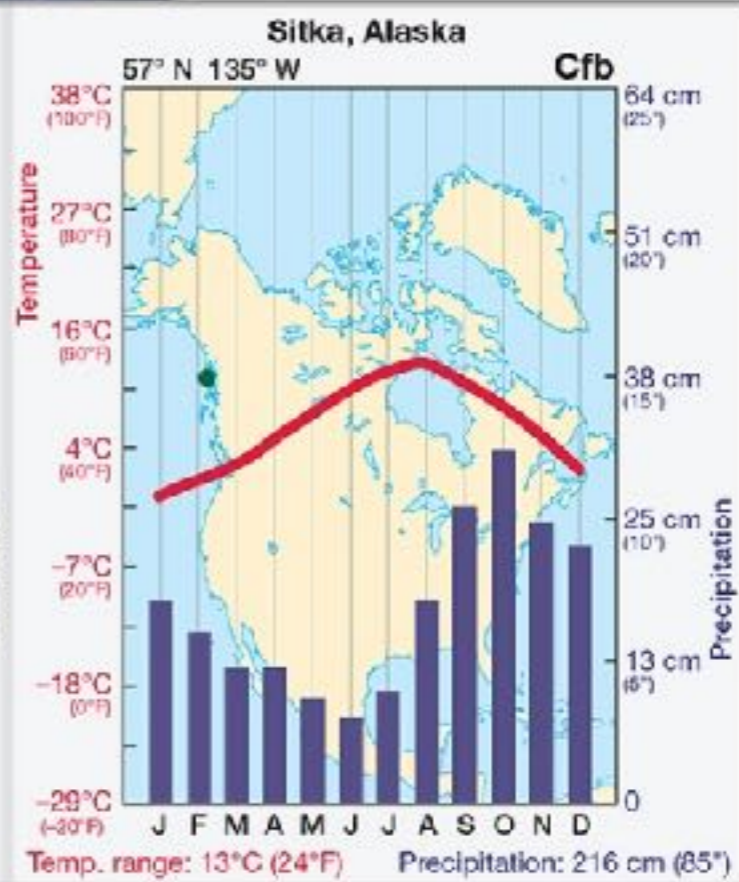 Sitka, Alaska
57° N 135° W Cfb
Temperature
38°C
(100°F)
27°C
(80°F)
16°C
(60°F)
4°C
(40°F)
-7°C
(20°F)
-18°C
(0°F)
-29°C
(-20°F)
64 cm
(25")
51 cm
(20")
38 cm
(15")
25 cm
(10")
13 cm
(5")
0
Precipitation
J F M A M J J A S O N D
Temp. range: 13°C (24°F) Precipitation: 216 cm (85")